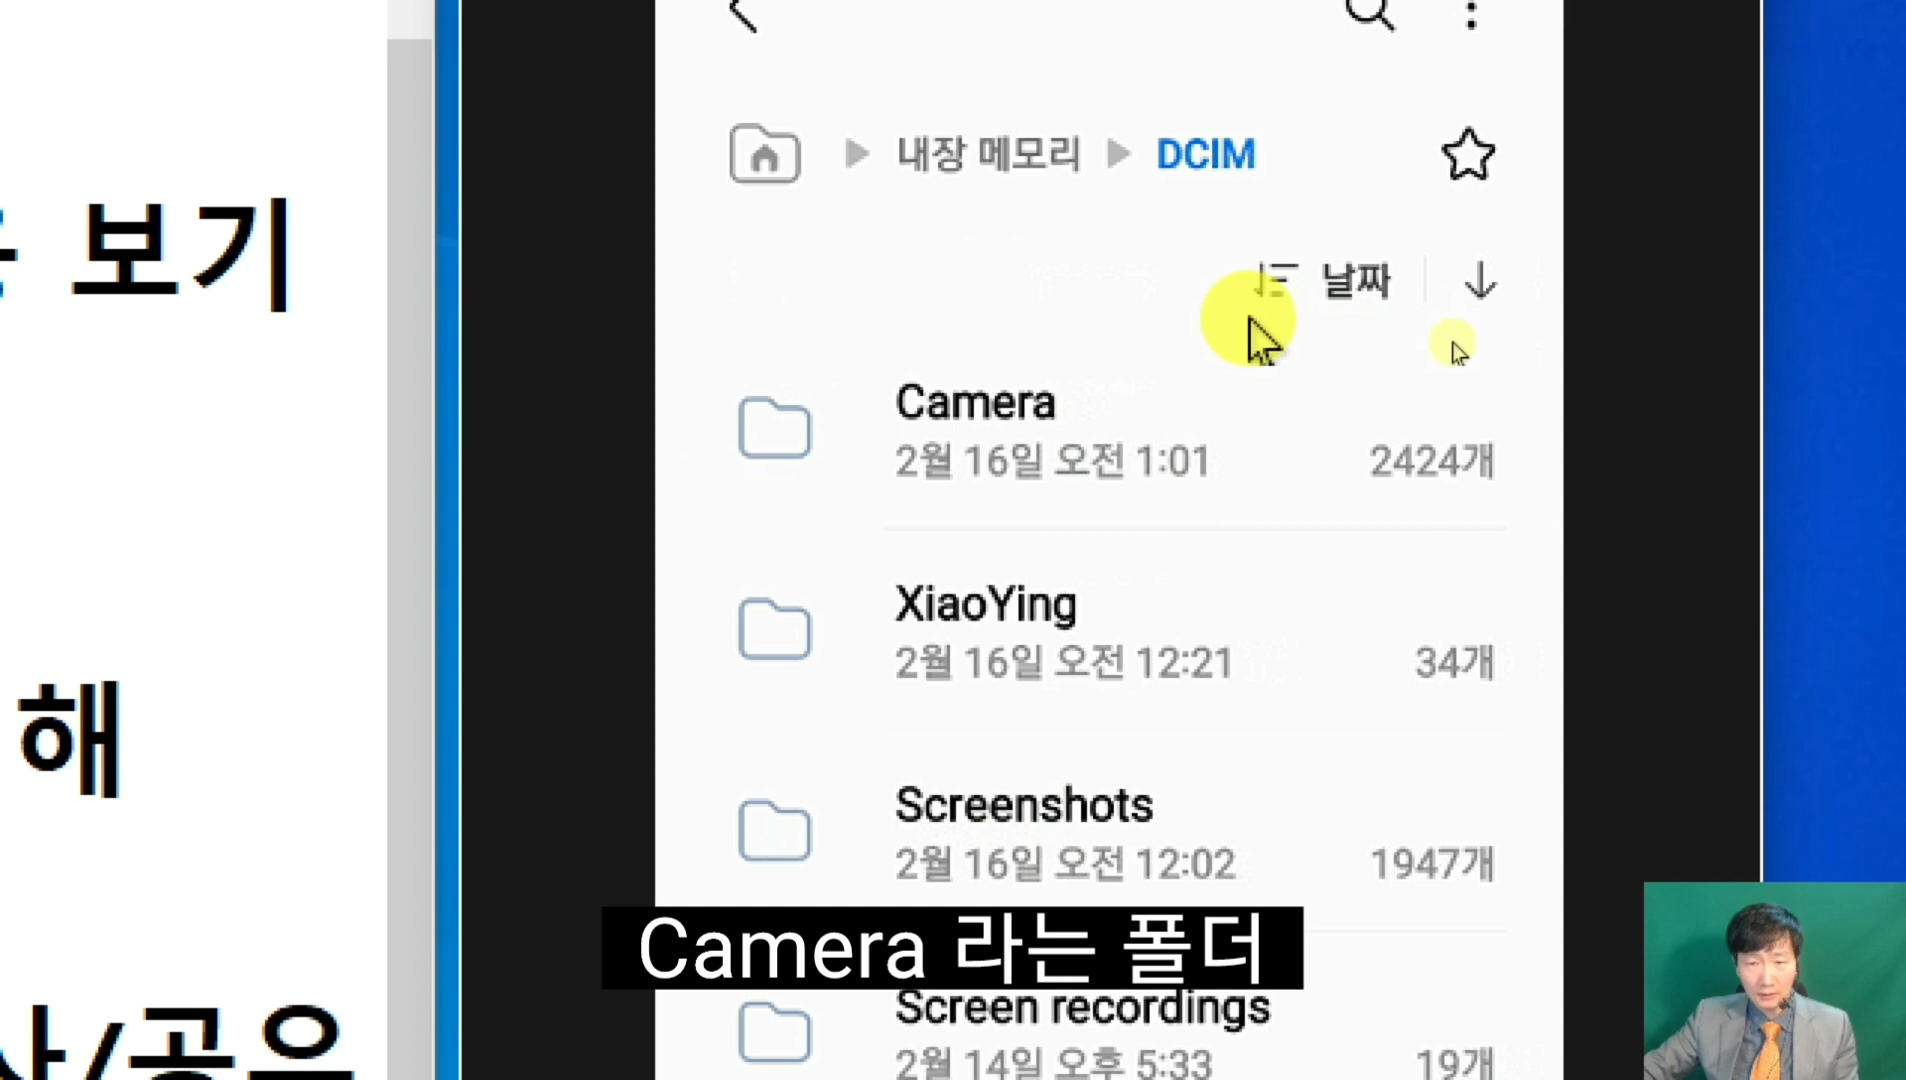 보기
해
/공유
내장 메모리 DCIM
날짜
Camera
2월 16일 오전 1:01 2424개
XiaoYing
2월 16일 오전 12:21 34개
Screenshots
2월 16일 오전 12:02 1947개
Camera 라는 폴더
Screen recordings
2월 14일 오후 5:33 19개